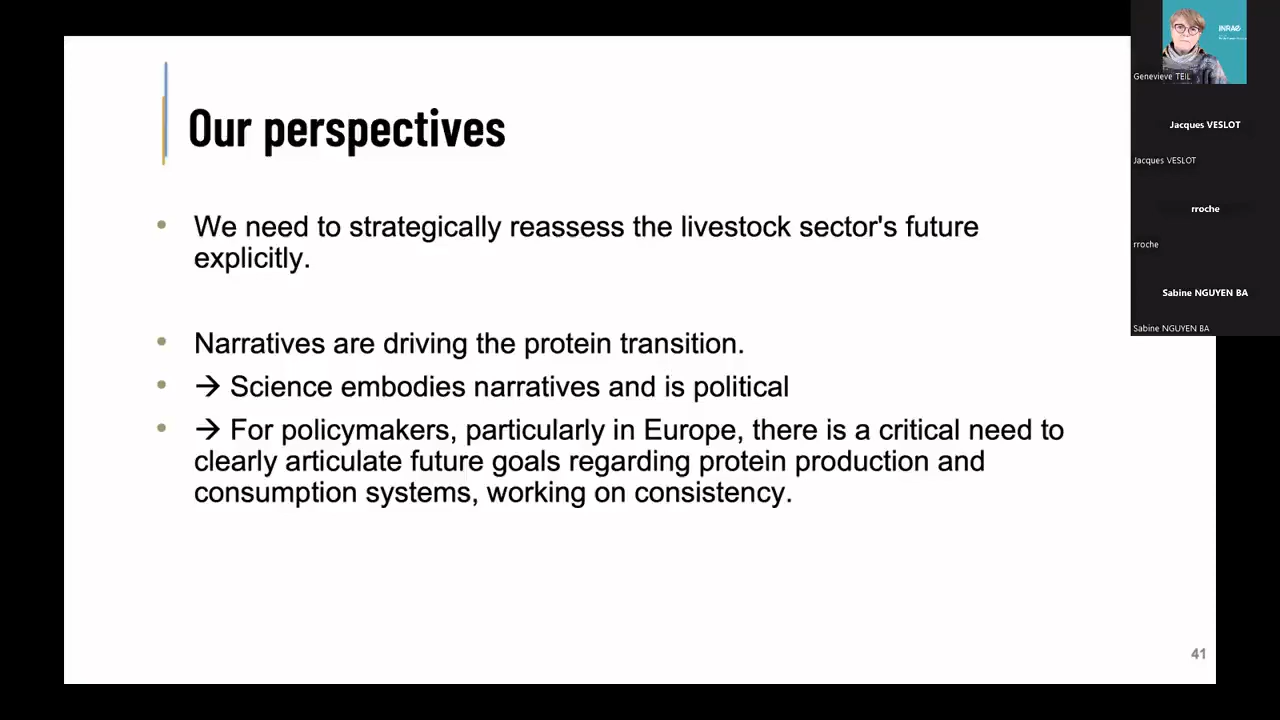 Our perspectives
• We need to strategically reassess the livestock sector's future
explicitly.
• Narratives are driving the protein transition.
• → Science embodies narratives and is political
• → For policymakers, particularly in Europe, there is a critical need to
clearly articulate future goals regarding protein production and
consumption systems, working on consistency.
41
INRAE
Genevieve TEIL
Jacques VESLOT
Jacques VESLOT
rroche
rroche
Sabine NGUYEN BA
Sabine NGUYEN BA